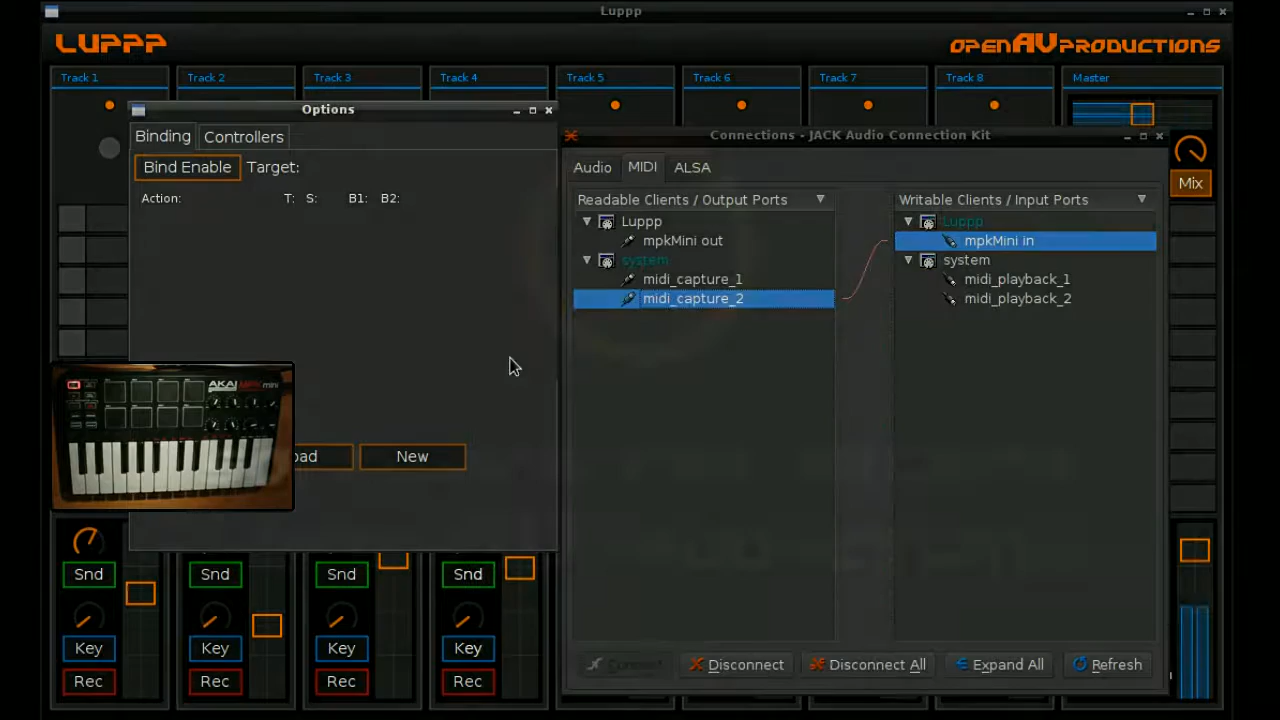 Luppp
LUPPP
openAVproductions
Track 1
Track 2
Track 3
Track 4
Track 5
Track 6
Track 7
Track 8
Master
Options
Binding
Controllers
Bind Enable
Target:
Action:
T:
S:
B1:
B2:
Connections - JACK Audio Connection Kit
Audio
MIDI
ALSA
Readable Clients / Output Ports
Writable Clients / Input Ports
Luppp
mpkMini out
system
midi_capture_1
midi_capture_2
Luppp
mpkMini in
system
midi_playback_1
midi_playback_2
Mix
AKAI
mini
oad
New
Snd
Snd
Snd
Snd
Key
Key
Key
Key
Rec
Rec
Rec
Rec
Connect
Disconnect
Disconnect All
Expand All
Refresh